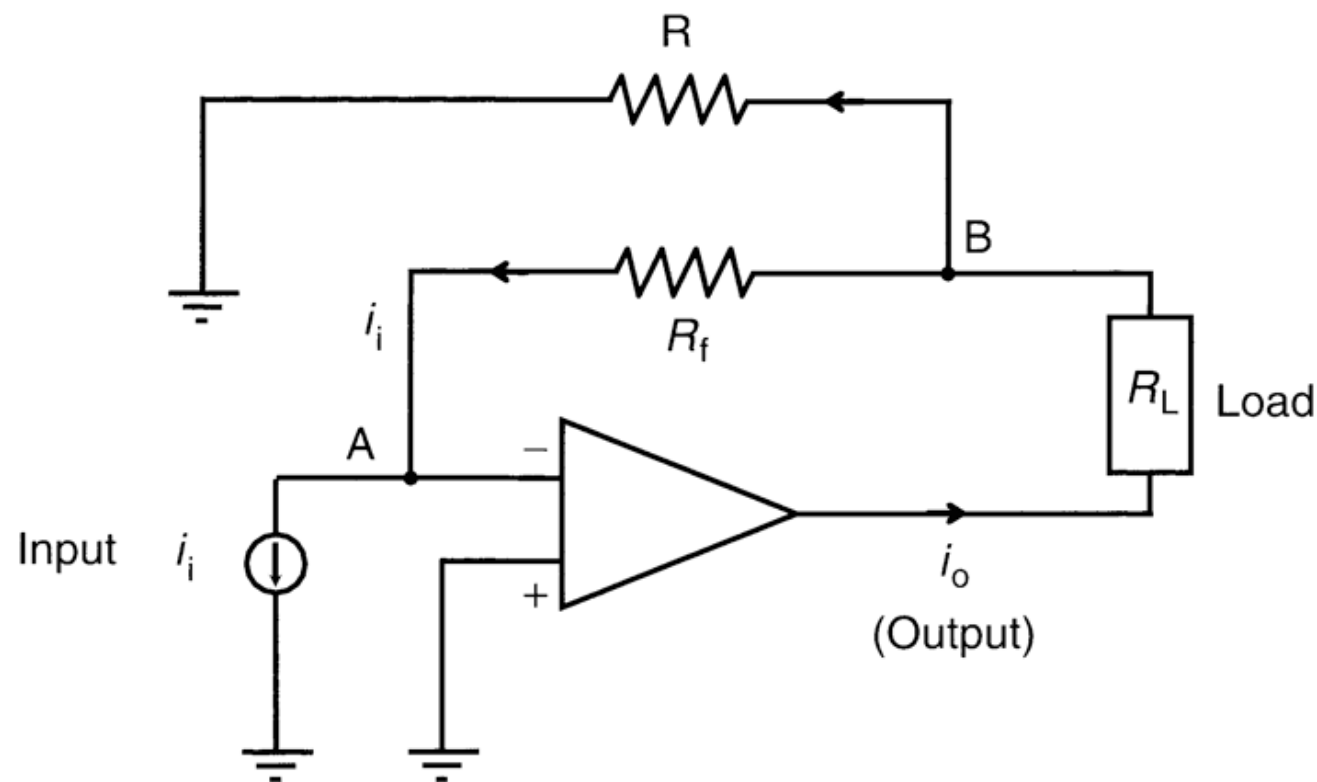 R
B
i_i
R_f
R_L Load
A
−
Input i_i
+
i_o
(Output)